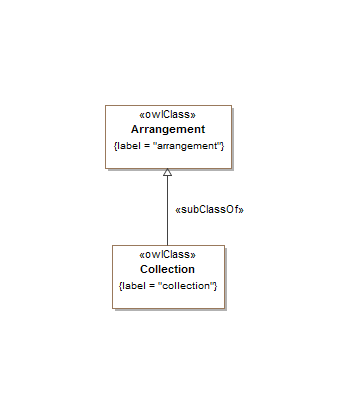 «owlClass»
Arrangement
{label = "arrangement"}
«subClassOf»
«owlClass»
Collection
{label = "collection"}